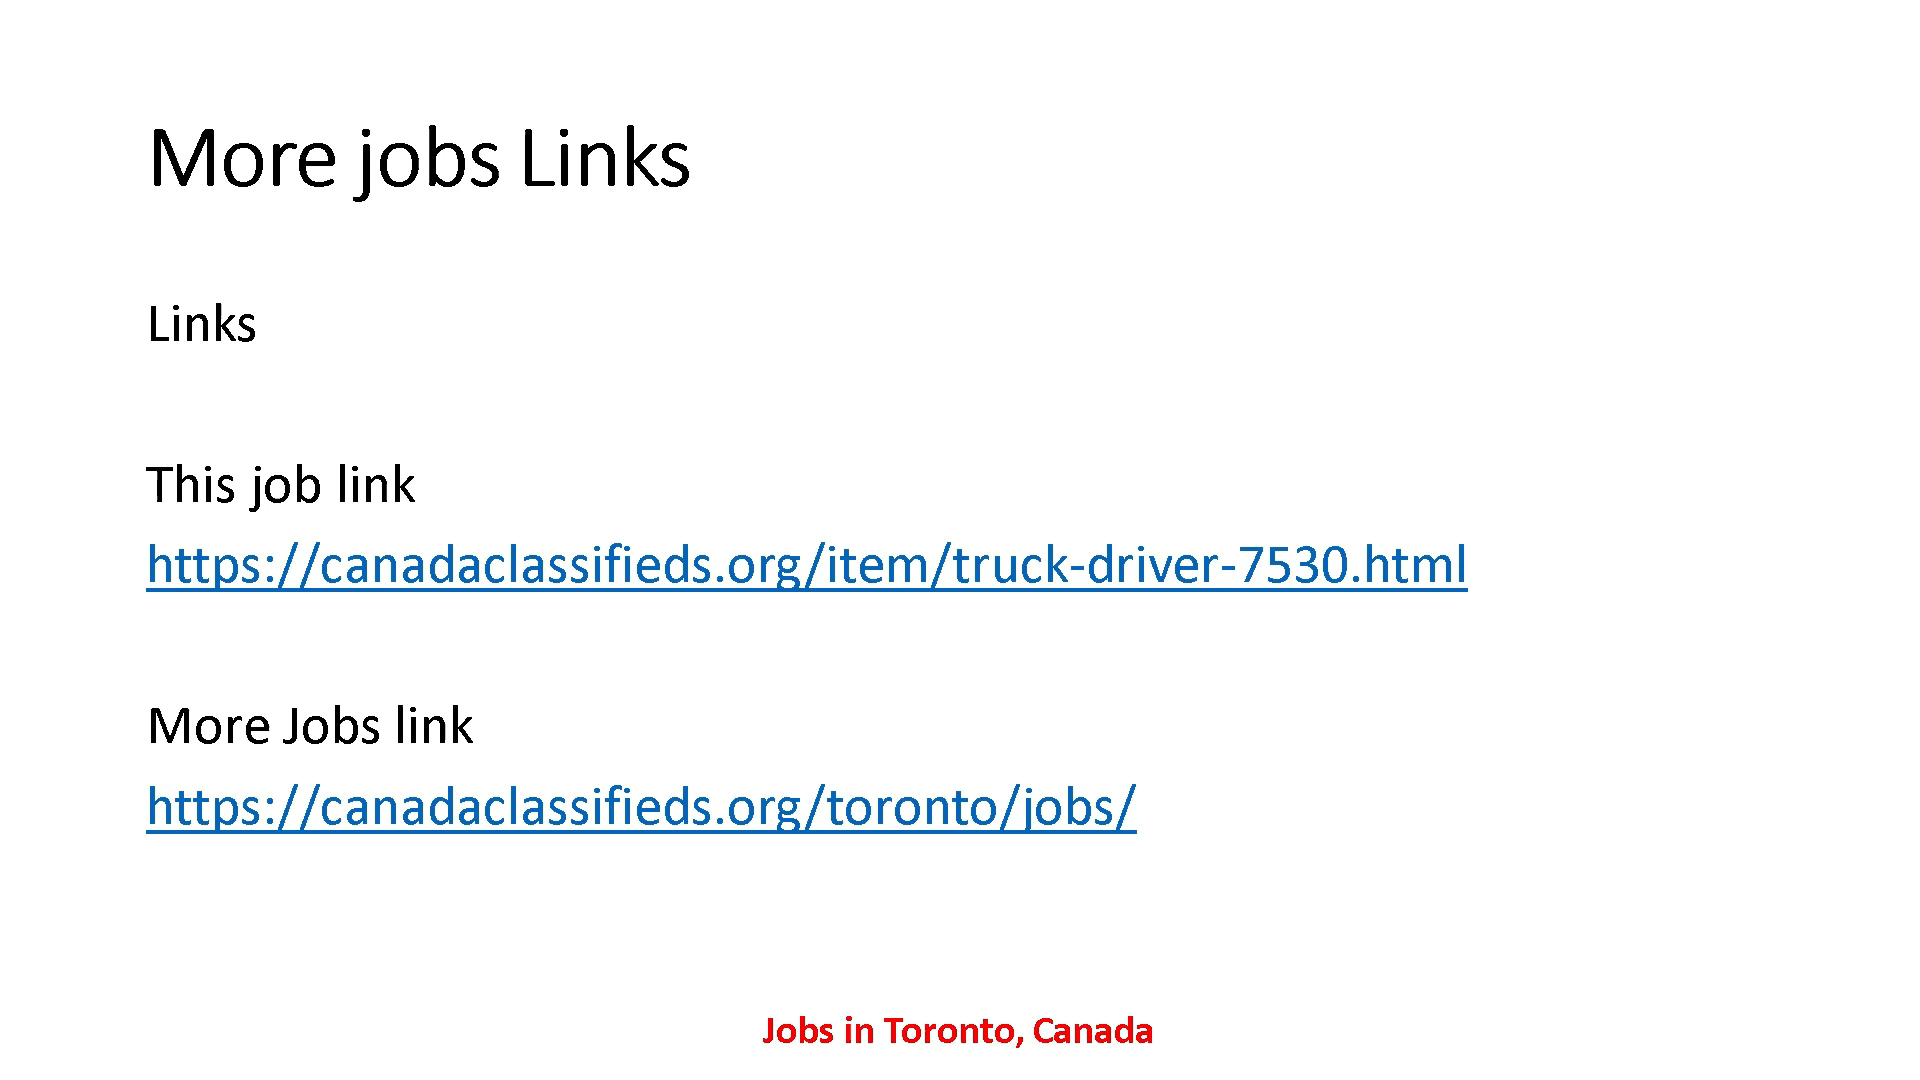 More jobs Links
Links
This job link
https://canadaclassifieds.org/item/truck-driver-7530.html
More Jobs link
https://canadaclassifieds.org/toronto/jobs/
Jobs in Toronto, Canada